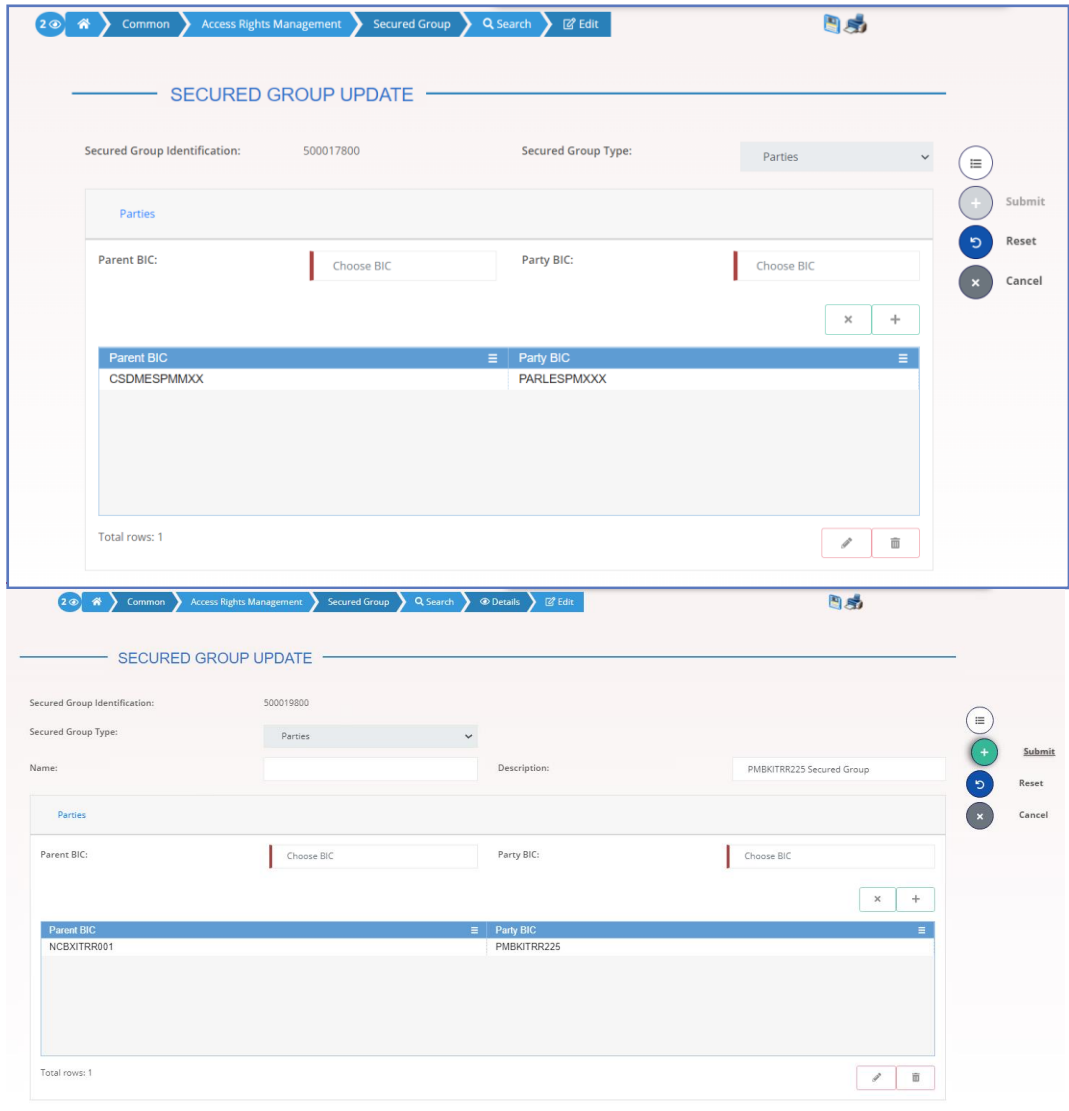 2 Common Access Rights Management Secured Group Search Edit
SECURED GROUP UPDATE
Secured Group Identification: 500017800 Secured Group Type: Parties
Submit
Parties
Reset
Parent BIC: Choose BIC Party BIC: Choose BIC
Cancel
Parent BIC Party BIC
CSDMESPMMXX PARLESPMXXX
Total rows: 1
2 Common Access Rights Management Secured Group Search Details Edit
SECURED GROUP UPDATE
Secured Group Identification: 500019800
Secured Group Type: Parties
Submit
Name: Description: PMBKITRR225 Secured Group
Reset
Parties
Cancel
Parent BIC: Choose BIC Party BIC: Choose BIC
Parent BIC Party BIC
NCBXITRR001 PMBKITRR225
Total rows: 1